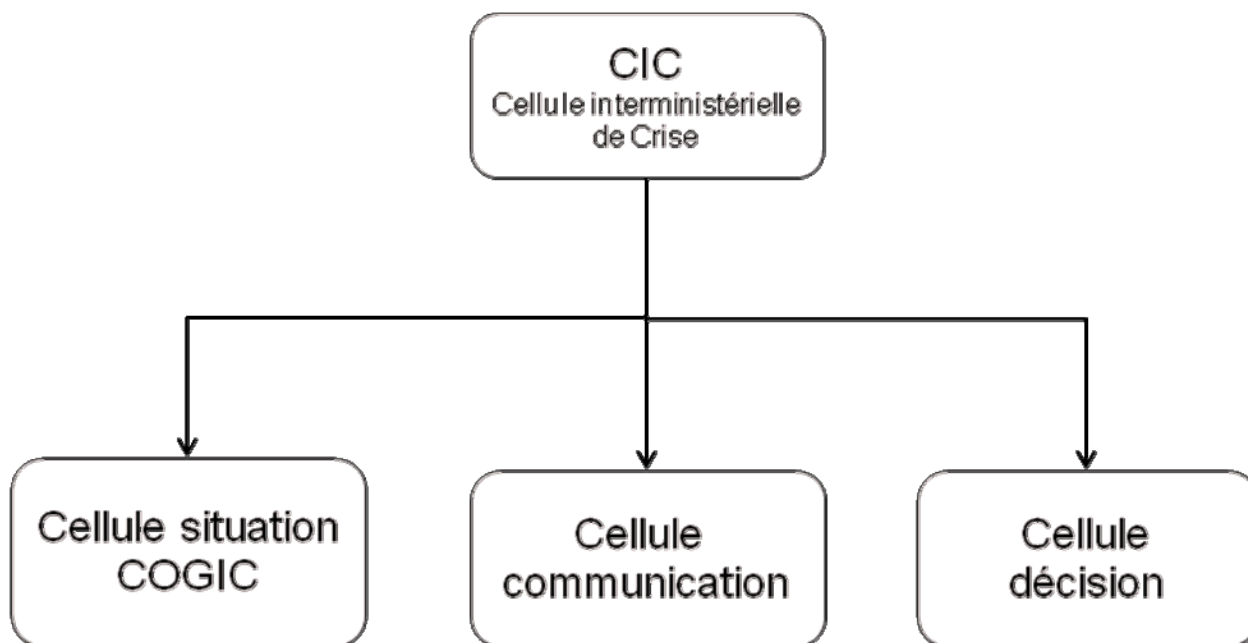 CIC
Cellule interministérielle
de Crise
Cellule situation
COGIC
Cellule
communication
Cellule
décision